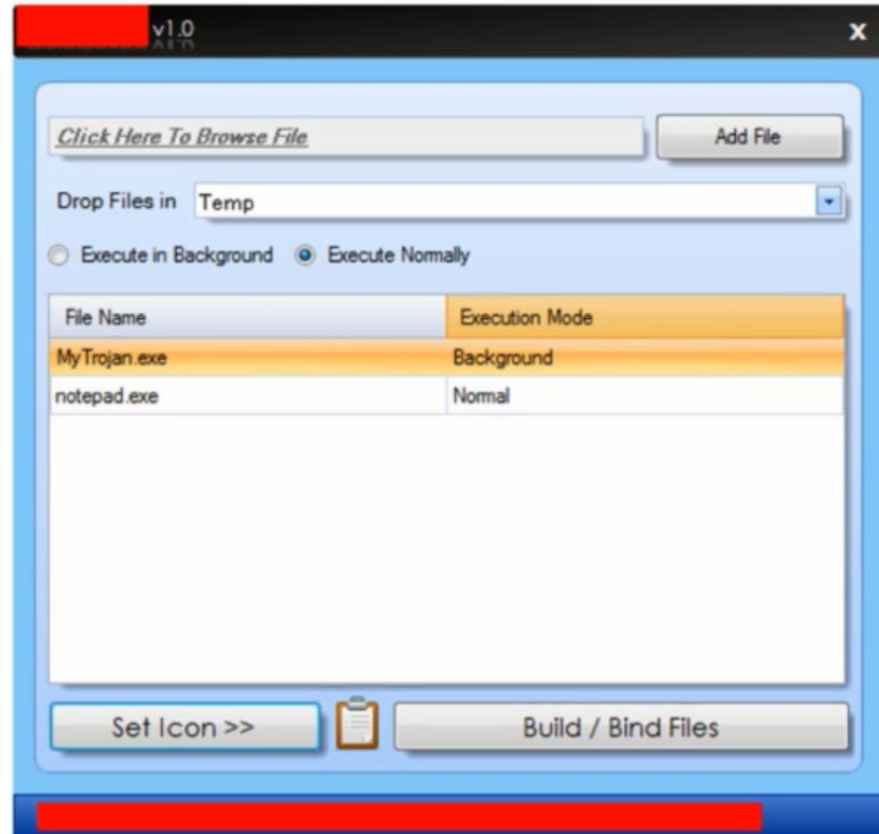 v1.0
x
Click Here To Browse File
Add File
Drop Files in Temp
Execute in Background Execute Normally
File Name Execution Mode
MyTrojan.exe Background
notepad.exe Normal
Set Icon >> Build / Bind Files